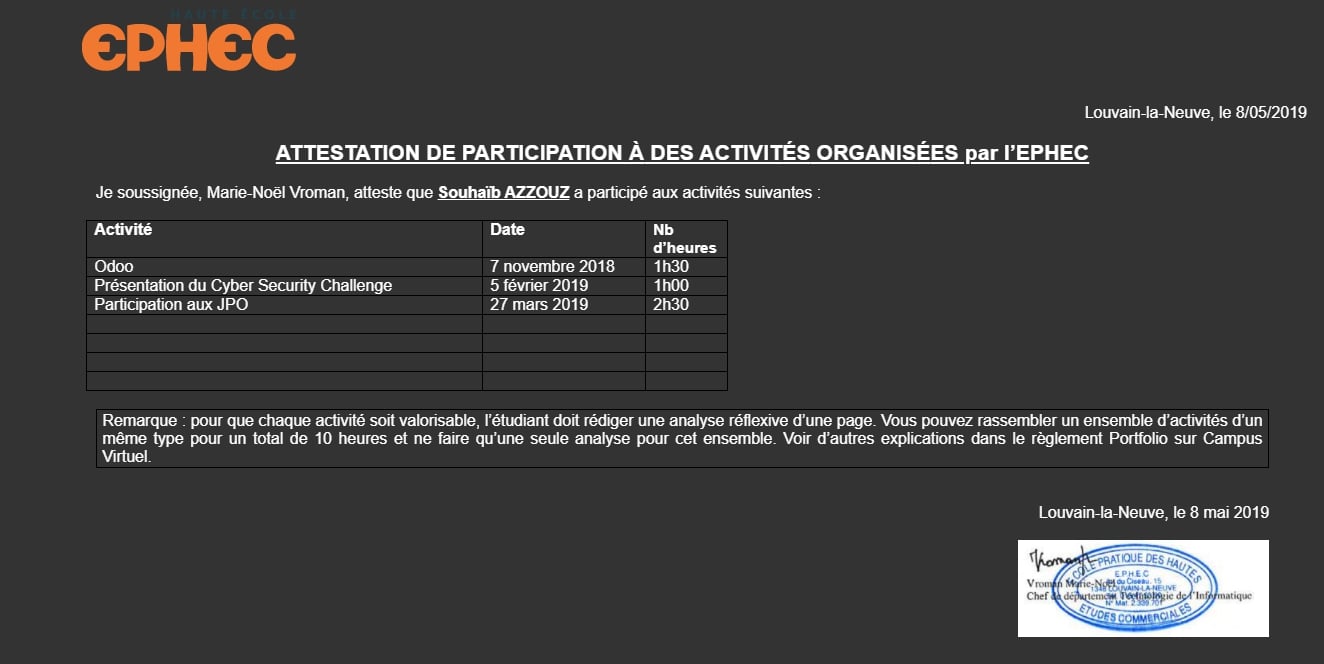 HAUTE ÉCOLE
EPHEC
Louvain-la-Neuve, le 8/05/2019
ATTESTATION DE PARTICIPATION À DES ACTIVITÉS ORGANISÉES par l’EPHEC
Je soussignée, Marie-Noël Vroman, atteste que Souhaïb AZZOUZ a participé aux activités suivantes :
Activité Date Nb
d’heures
Odoo 7 novembre 2018 1h30
Présentation du Cyber Security Challenge 5 février 2019 1h00
Participation aux JPO 27 mars 2019 2h30
Remarque : pour que chaque activité soit valorisable, l’étudiant doit rédiger une analyse réflexive d’une page. Vous pouvez rassembler un ensemble d’activités d’un
même type pour un total de 10 heures et ne faire qu’une seule analyse pour cet ensemble. Voir d’autres explications dans le règlement Portfolio sur Campus
Virtuel.
Louvain-la-Neuve, le 8 mai 2019
Vroman
ÉCOLE PRATIQUE DES HAUTES
E.P.H.E.C
Vroman Marie-Noël
du Ciseau, 15
1348 LOUVAIN-LA-NEUVE
Chef de département Technologie de l’Informatique
N° Mat. 2.339.707
ETUDES COMMERCIALES